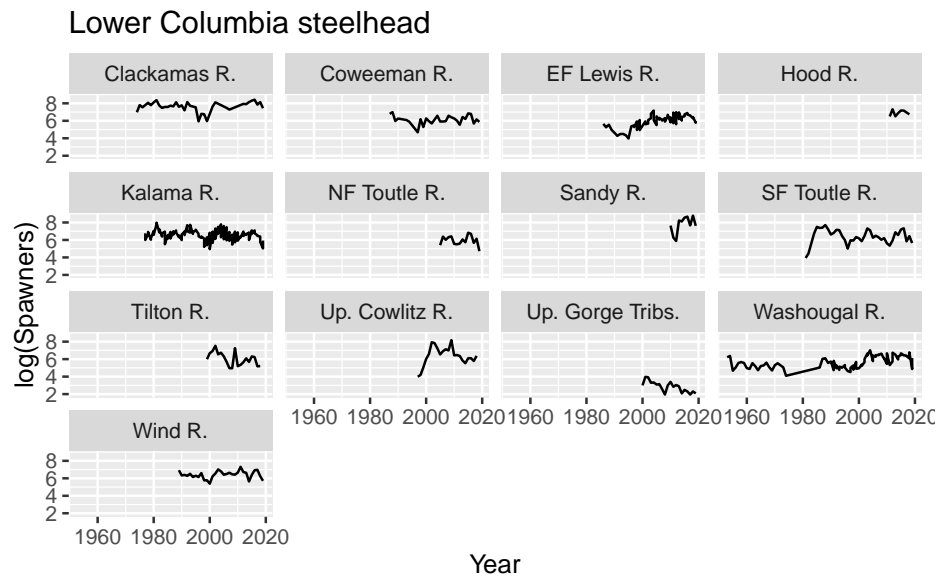 Lower Columbia steelhead
Clackamas R. Coweeman R. EF Lewis R. Hood R.
8
6
4
2
Kalama R. NF Toutle R. Sandy R. SF Toutle R.
8
6
4
2
Tilton R. Up. Cowlitz R. Up. Gorge Tribs. Washougal R.
8
6
4
2
1960 1980 2000 2020 1960 1980 2000 2020 1960 1980 2000 2020
Wind R.
8
6
4
2
1960 1980 2000 2020
log(Spawners)
Year